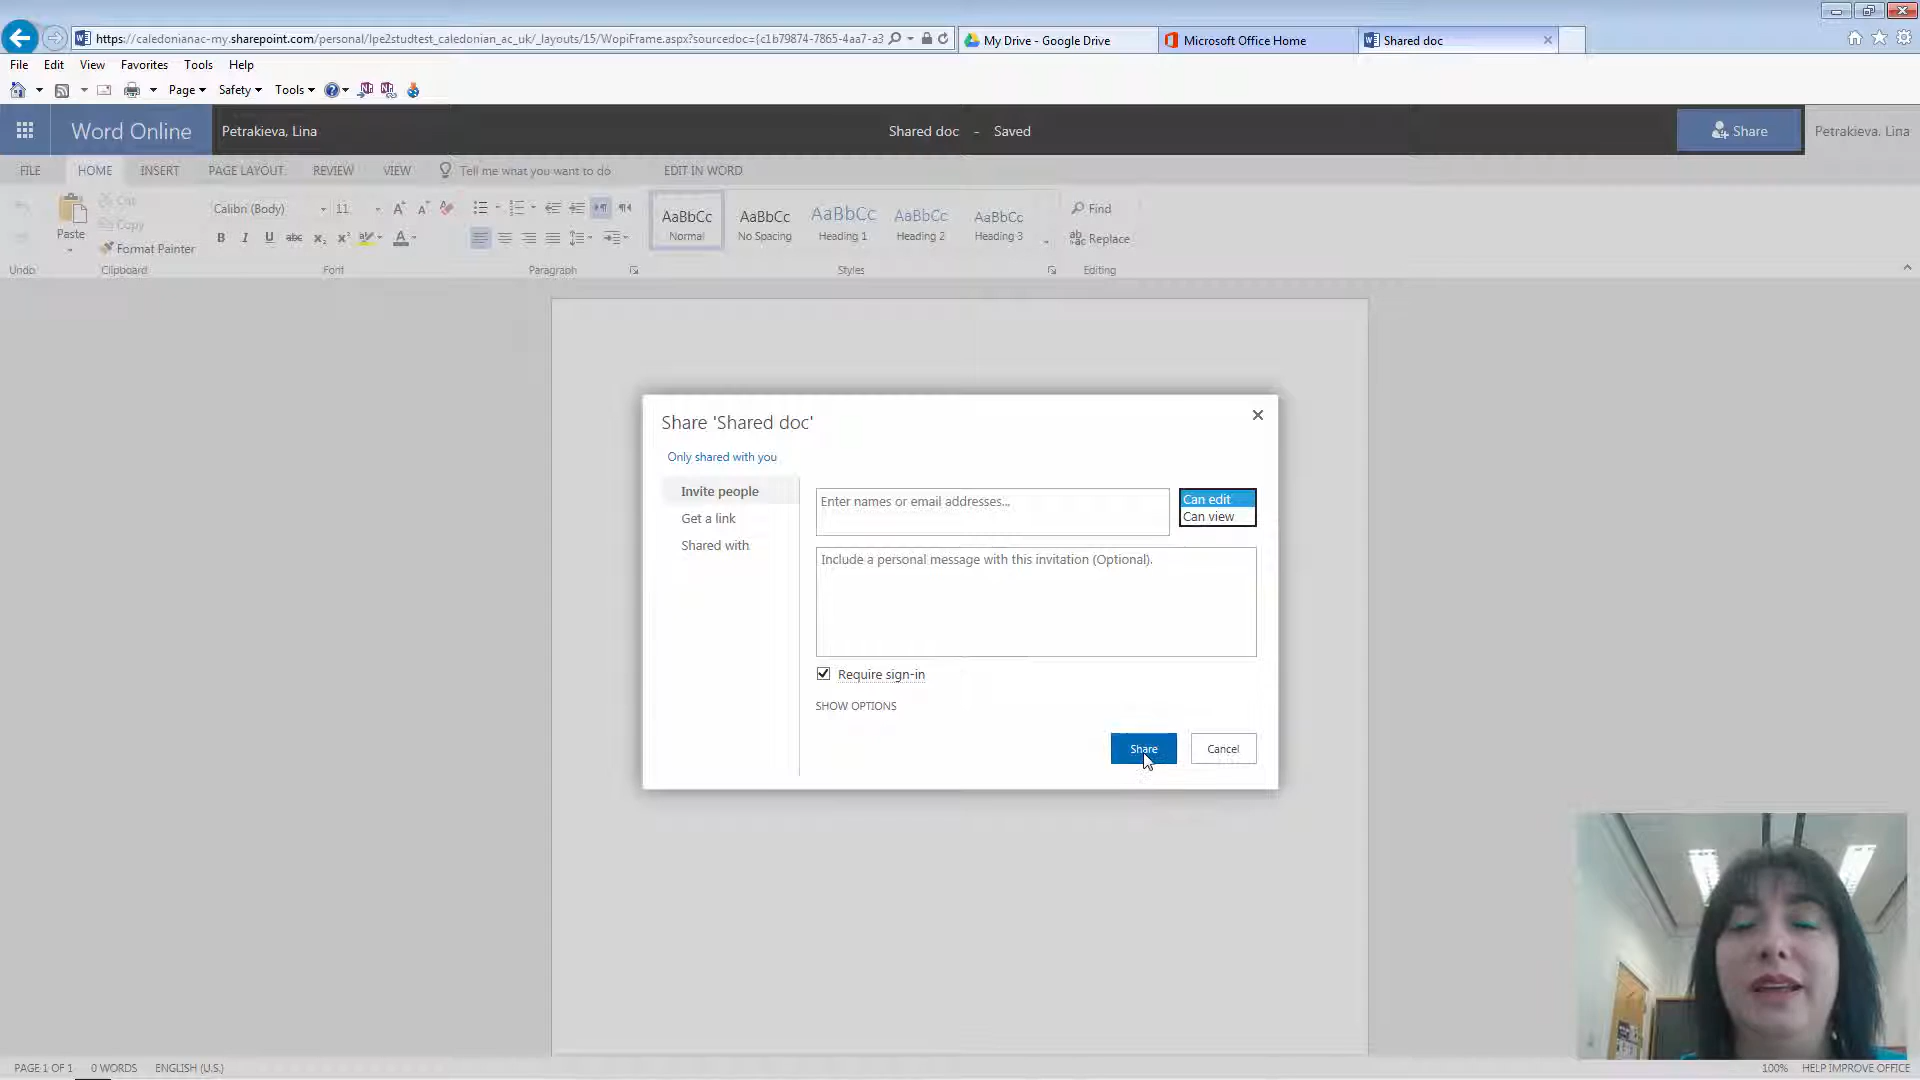 https://caledonianac-my.sharepoint.com/personal/lpe2studtest_caledonian_ac_uk/_layouts/15/WopiFrame.aspx?sourcedoc={c1b79874-7865-4aa7-a3
My Drive - Google Drive
Microsoft Office Home
Shared doc
File Edit View Favorites Tools Help
Page Safety Tools
Word Online
Petrakieva, Lina
Shared doc - Saved
Share
Petrakieva, Lina
FILE HOME INSERT PAGE LAYOUT REVIEW VIEW Tell me what you want to do EDIT IN WORD
Paste
Cut
Copy
Format Painter
Calibri (Body) 11
B I U abc x₂ x² A
AaBbCc Normal
AaBbCc No Spacing
AaBbCc Heading 1
AaBbCc Heading 2
AaBbCc Heading 3
Find
Replace
Undo Clipboard Font Paragraph Styles Editing
Share 'Shared doc'
Only shared with you
Invite people
Get a link
Shared with
Enter names or email addresses...
Can edit
Can view
Include a personal message with this invitation (Optional).
Require sign-in
SHOW OPTIONS
Share
Cancel
PAGE 1 OF 1 0 WORDS ENGLISH (U.S.) 100% HELP IMPROVE OFFICE